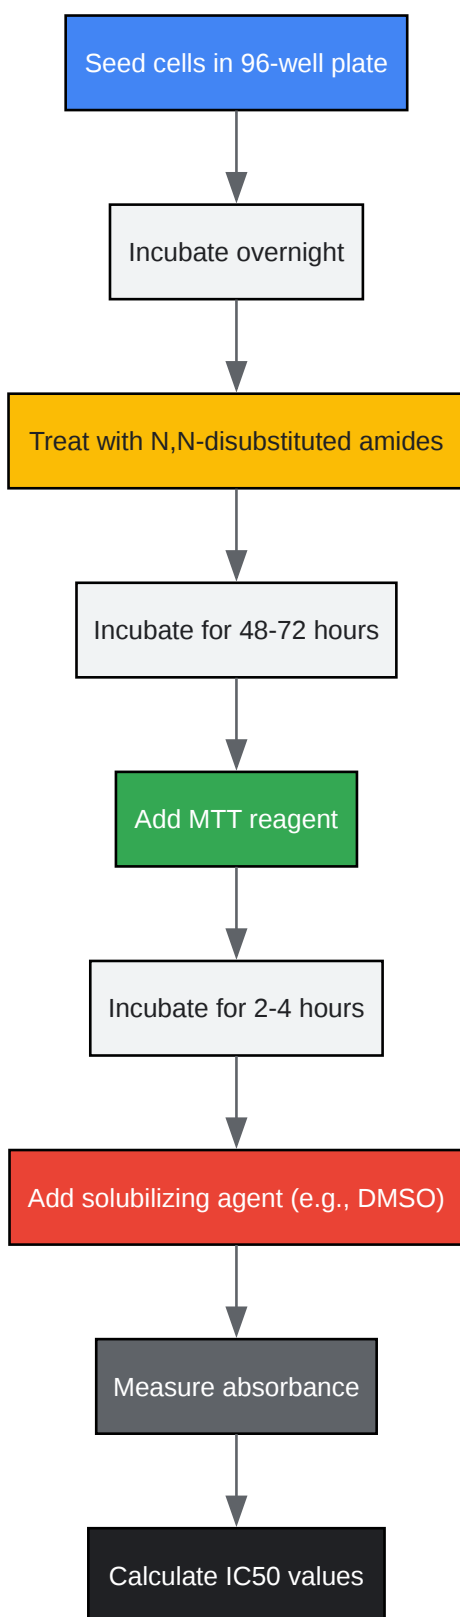 Seed cells in 96-well plate
Incubate overnight
Treat with N,N-disubstituted amides
Incubate for 48-72 hours
Add MTT reagent
Incubate for 2-4 hours
Add solubilizing agent (e.g., DMSO)
Measure absorbance
Calculate IC50 values